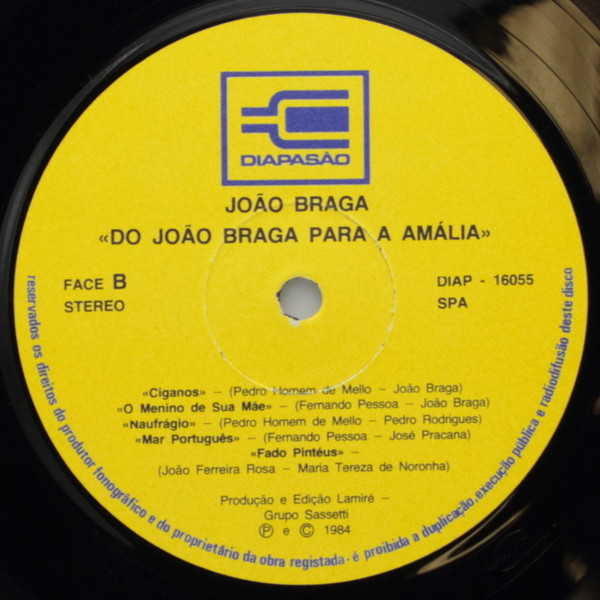 DIAPASÃO
JOÃO BRAGA
«DO JOÃO BRAGA PARA A AMÁLIA»
FACE B
STEREO
DIAP - 16055
SPA
«Ciganos» – (Pedro Homem de Mello – João Braga)
«O Menino de Sua Mãe» – (Fernando Pessoa – João Braga)
«Naufrágio» – (Pedro Homem de Mello – Pedro Rodrigues)
«Mar Português» – (Fernando Pessoa – José Pracana)
«Fado Pintéus» –
(João Ferreira Rosa – Maria Tereza de Noronha)
Produção e Edição Lamiré –
Grupo Sassetti
Ⓟ e © 1984
reservados os direitos do produtor fonográfico e do proprietário da obra registada - é proibida a duplicação, execução pública e radiodifusão deste disco